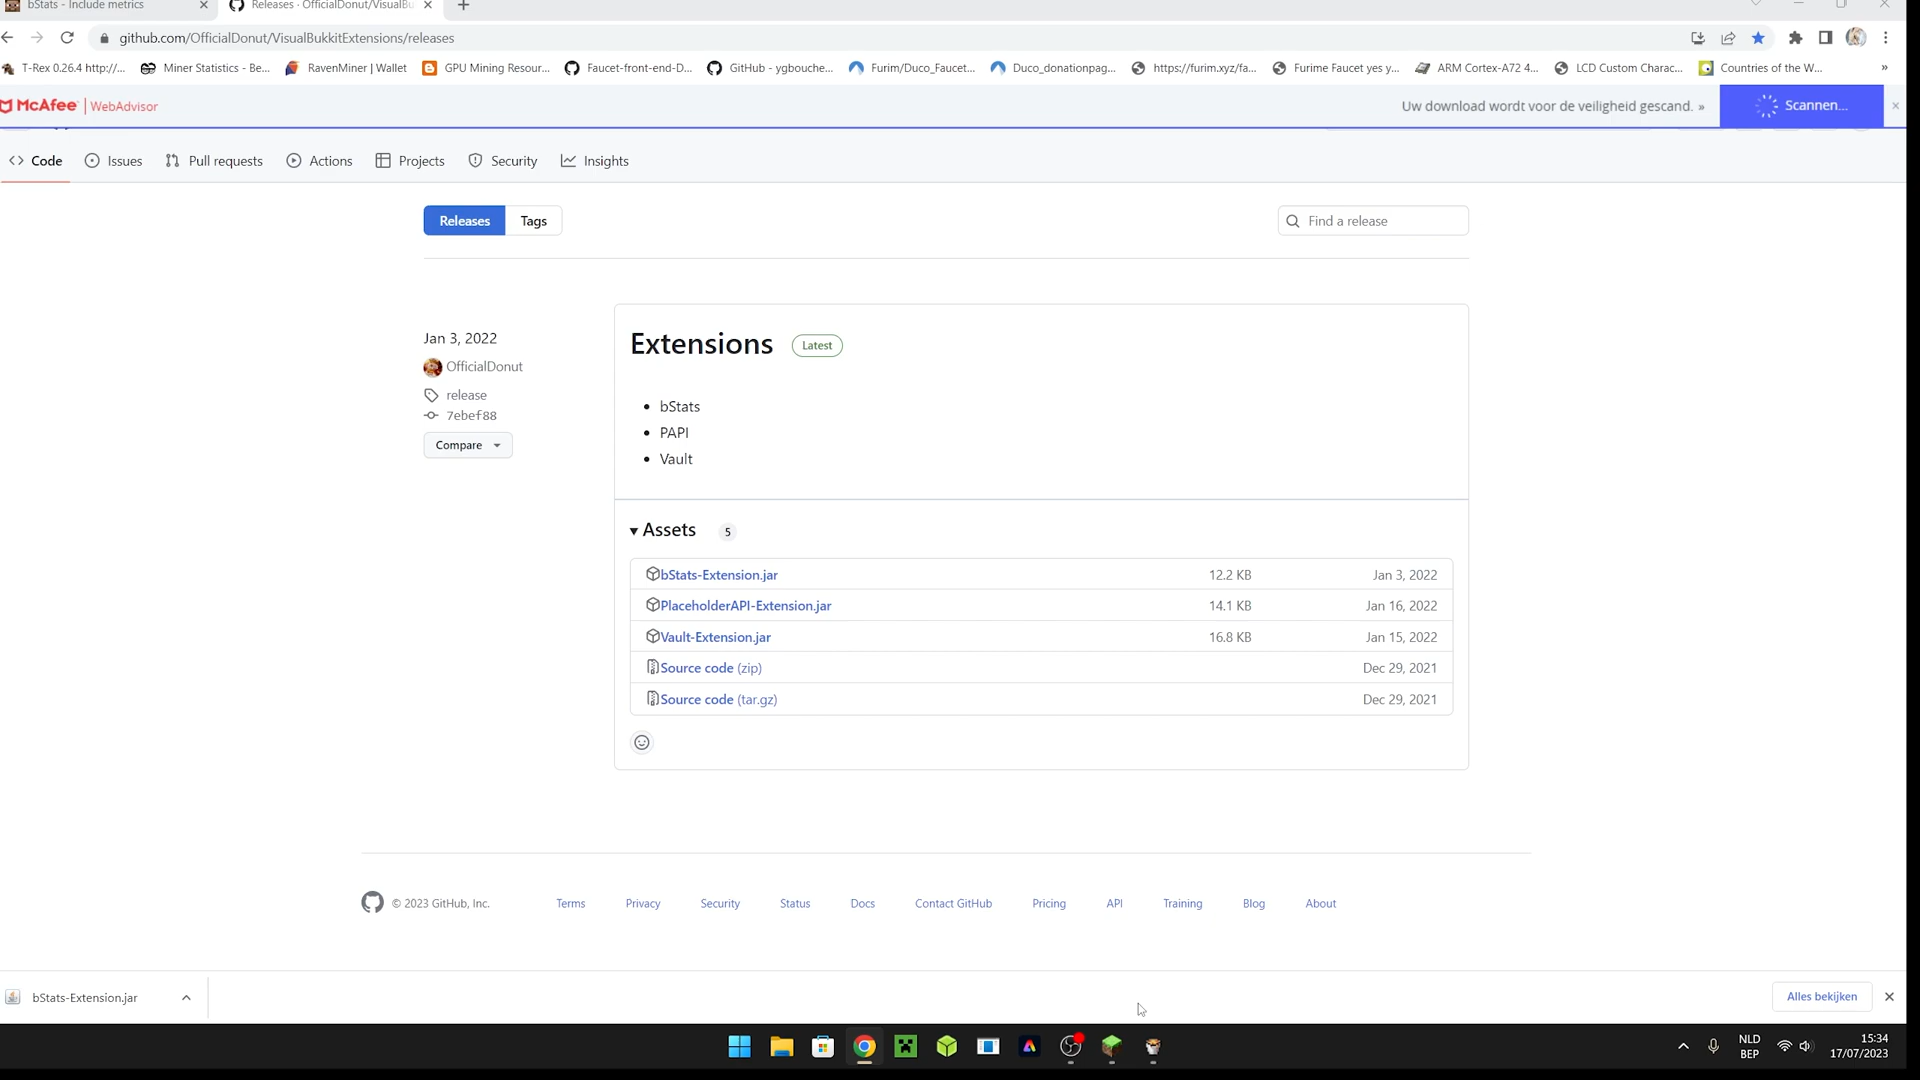 bStats - Include metrics
Releases · OfficialDonut/VisualBu
github.com/OfficialDonut/VisualBukkitExtensions/releases
T-Rex 0.26.4 http://...
Miner Statistics - Be...
RavenMiner | Wallet
GPU Mining Resour...
Faucet-front-end-D...
GitHub - ygbouche...
Furim/Duco_Faucet...
Duco_donationpag...
https://furim.xyz/fa...
Furime Faucet yes y...
ARM Cortex-A72 4...
LCD Custom Charac...
Countries of the W...
»
McAfee | WebAdvisor
Uw download wordt voor de veiligheid gescand. »
Scannen...
Code
Issues
Pull requests
Actions
Projects
Security
Insights
Releases
Tags
Find a release
Jan 3, 2022
OfficialDonut
release
7ebef88
Compare
Extensions
Latest
• bStats
• PAPI
• Vault
Assets 5
bStats-Extension.jar 12.2 KB Jan 3, 2022
PlaceholderAPI-Extension.jar 14.1 KB Jan 16, 2022
Vault-Extension.jar 16.8 KB Jan 15, 2022
Source code (zip) Dec 29, 2021
Source code (tar.gz) Dec 29, 2021
© 2023 GitHub, Inc.
Terms
Privacy
Security
Status
Docs
Contact GitHub
Pricing
API
Training
Blog
About
bStats-Extension.jar
Alles bekijken
NLD
BEP
15:34
17/07/2023